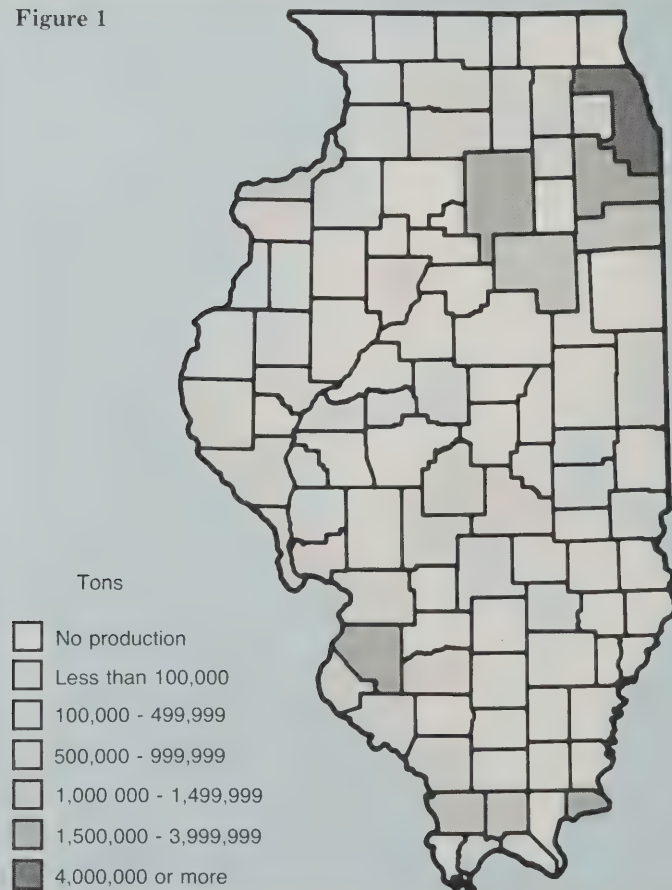 Figure 1
Tons
No production
Less than 100,000
100,000 - 499,999
500,000 - 999,999
1,000 000 - 1,499,999
1,500,000 - 3,999,999
4,000,000 or more